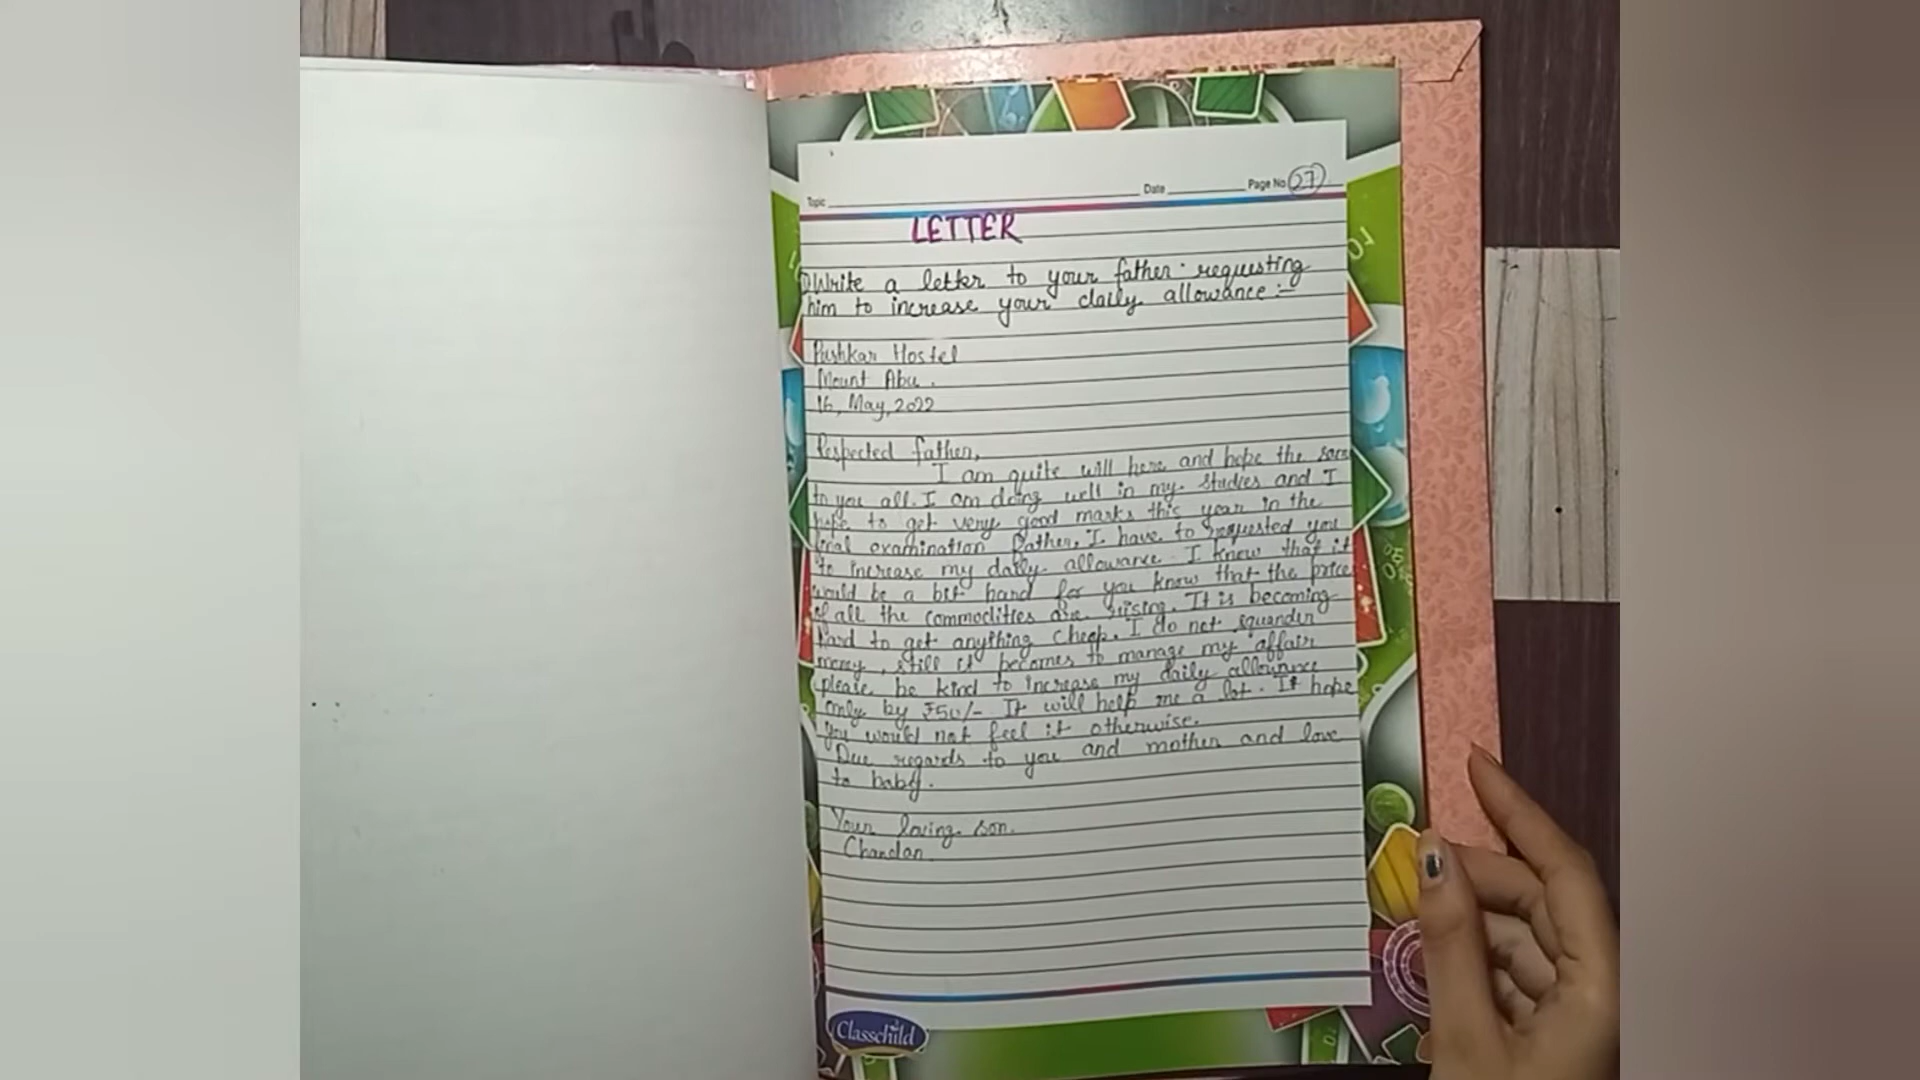 Topic Date Page No 27
LETTER
1) Write a letter to your father requesting
him to increase your daily allowance :-
Pushkar Hostel
Mount Abu.
16, May, 2022
Respected father,
I am quite will here and hope the same
to you all. I am doing well in my studies and I
hope to get very good marks this year in the
final examination Father, I have to requested you
to increase my daily allowance. I know that it
would be a bit hard for you know that the price
of all the commodities are rising. It is becoming
hard to get anything cheap. I do not squander
money, still it becomes to manage my affair
please be kind to increase my daily allowance
only by ₹50/- It will help me a lot. It hope
you would not feel it otherwise.
Due regards to you and mother and love
to baby.
Your loving son.
Chandan
Classchild